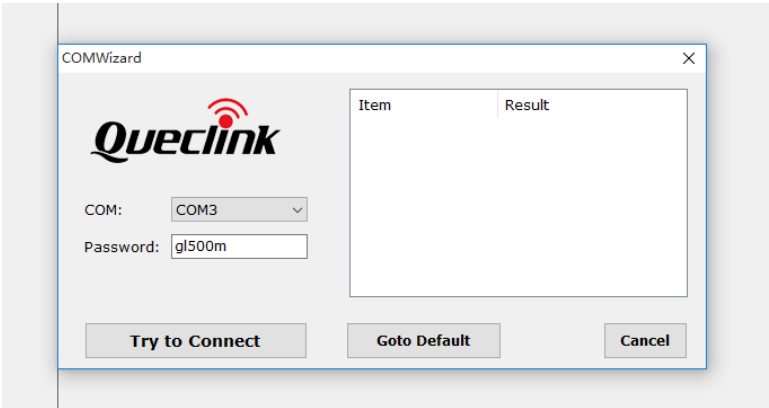 COMWizard
Queclink
Item Result
COM: COM3
Password: gl500m
Try to Connect Goto Default Cancel